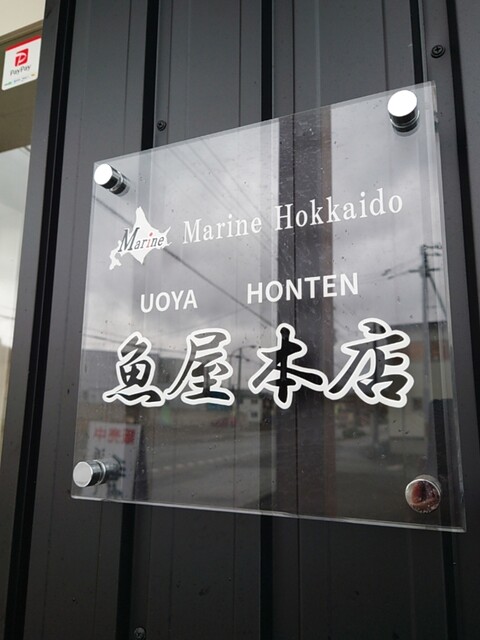 PayPay
Marine Marine Hokkaido
UOYA HONTEN
魚屋本店